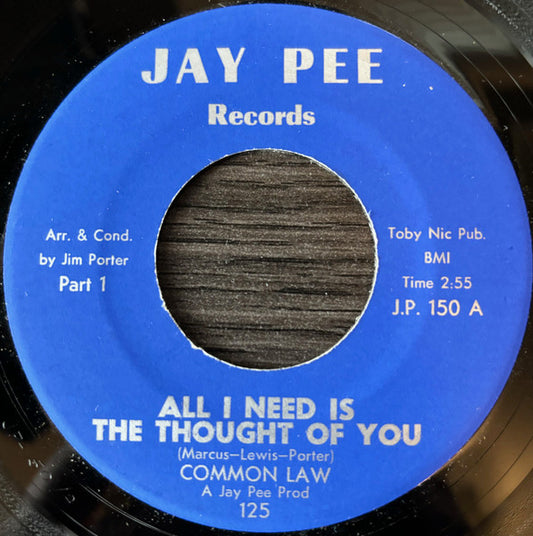 JAY PEE
Records
Arr. & Cond.
by Jim Porter
Part 1
Toby Nic Pub.
BMI
Time 2:55
J.P. 150 A
ALL I NEED IS
THE THOUGHT OF YOU
(Marcus-Lewis-Porter)
COMMON LAW
A Jay Pee Prod
125